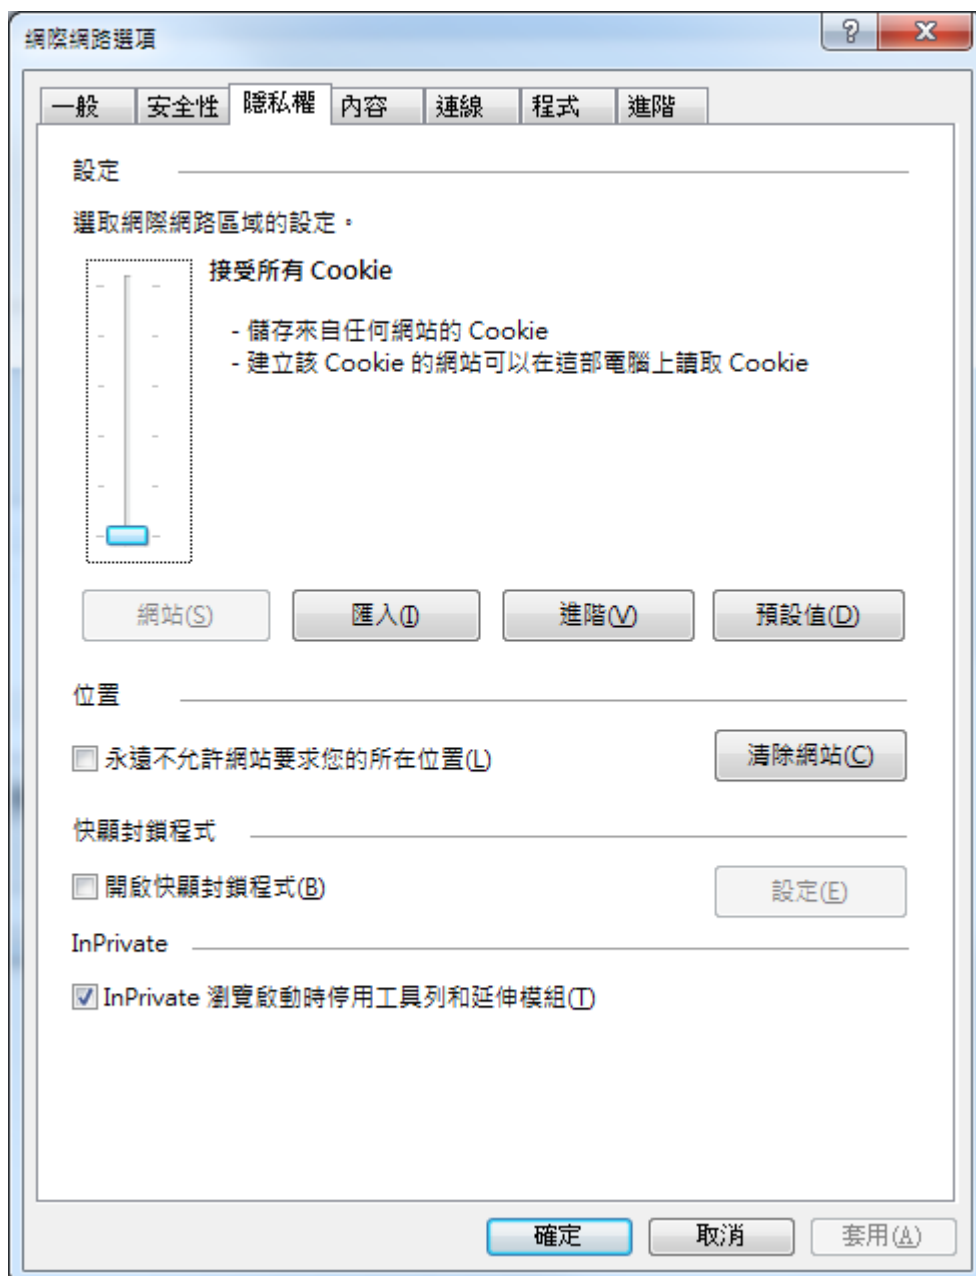 網際網路選項
一般 安全性 隱私權 內容 連線 程式 進階
設定
選取網際網路區域的設定。
接受所有 Cookie
- 儲存來自任何網站的 Cookie
- 建立該 Cookie 的網站可以在這部電腦上讀取 Cookie
網站(S) 匯入(I) 進階(V) 預設值(D)
位置
永遠不允許網站要求您的所在位置(L) 清除網站(C)
快顯封鎖程式
開啟快顯封鎖程式(B) 設定(E)
InPrivate
InPrivate 瀏覽啟動時停用工具列和延伸模組(T)
確定 取消 套用(A)